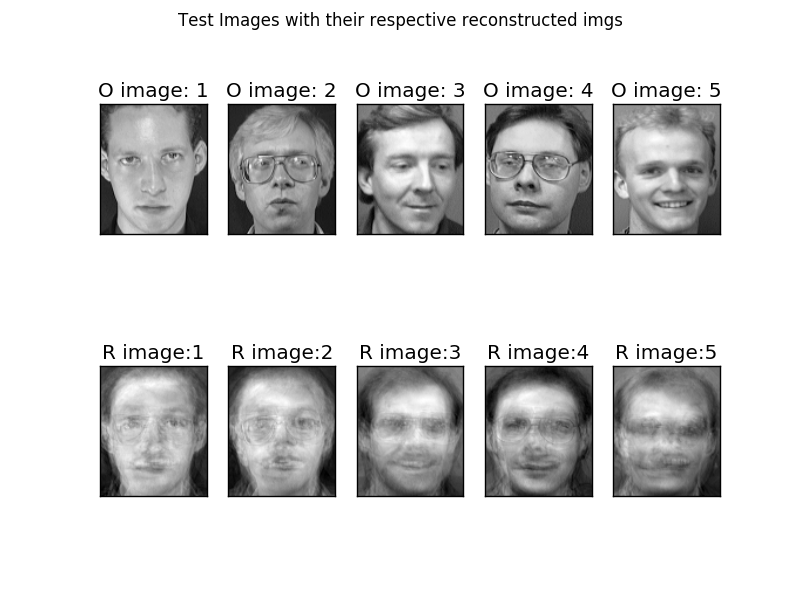 Test Images with their respective reconstructed imgs
O image: 1 O image: 2 O image: 3 O image: 4 O image: 5
R image:1 R image:2 R image:3 R image:4 R image:5